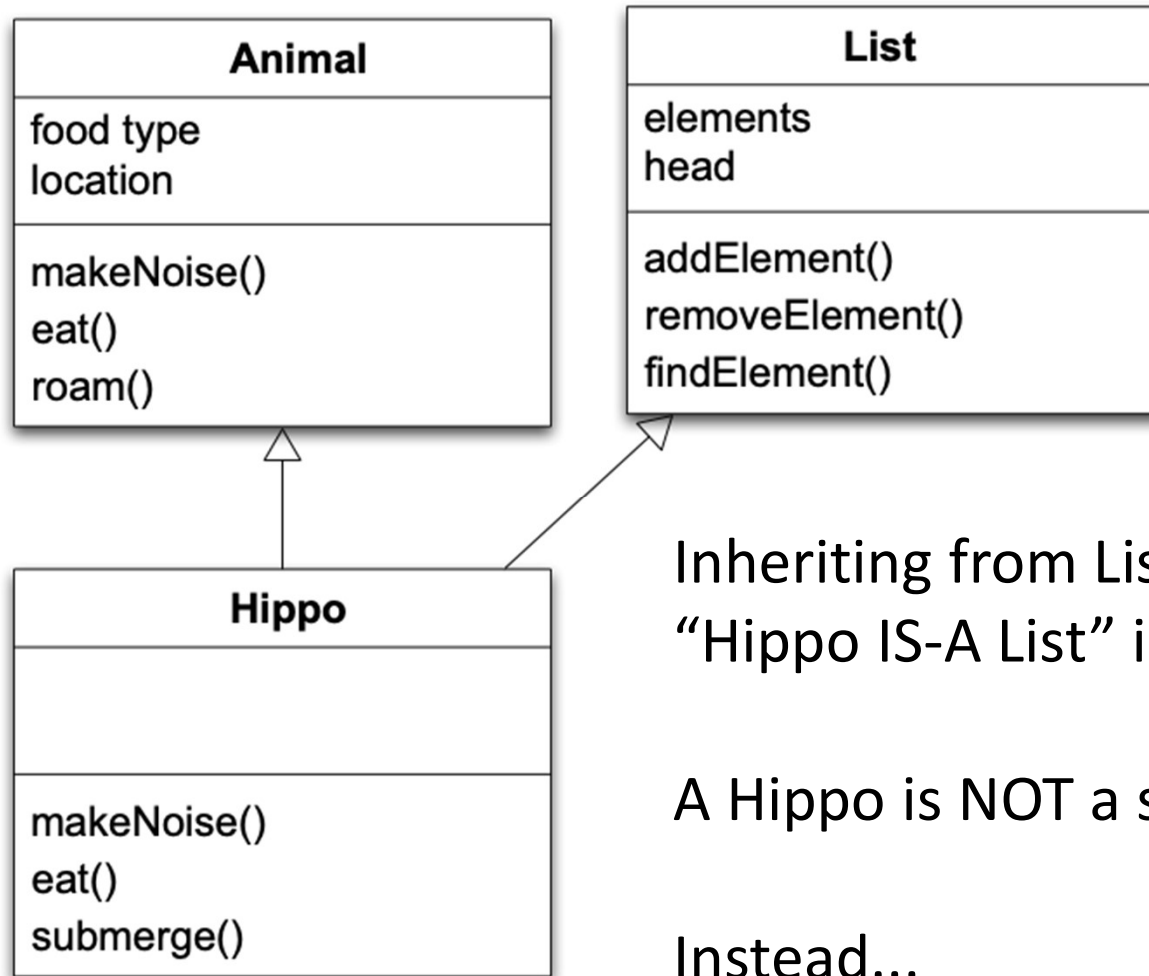 Animal
food type
location
makeNoise()
eat()
roam()
List
elements
head
addElement()
removeElement()
findElement()
Hippo
makeNoise()
eat()
submerge()
Inheriting from
“Hippo IS-A List”
A Hippo is NOT a
Instead...